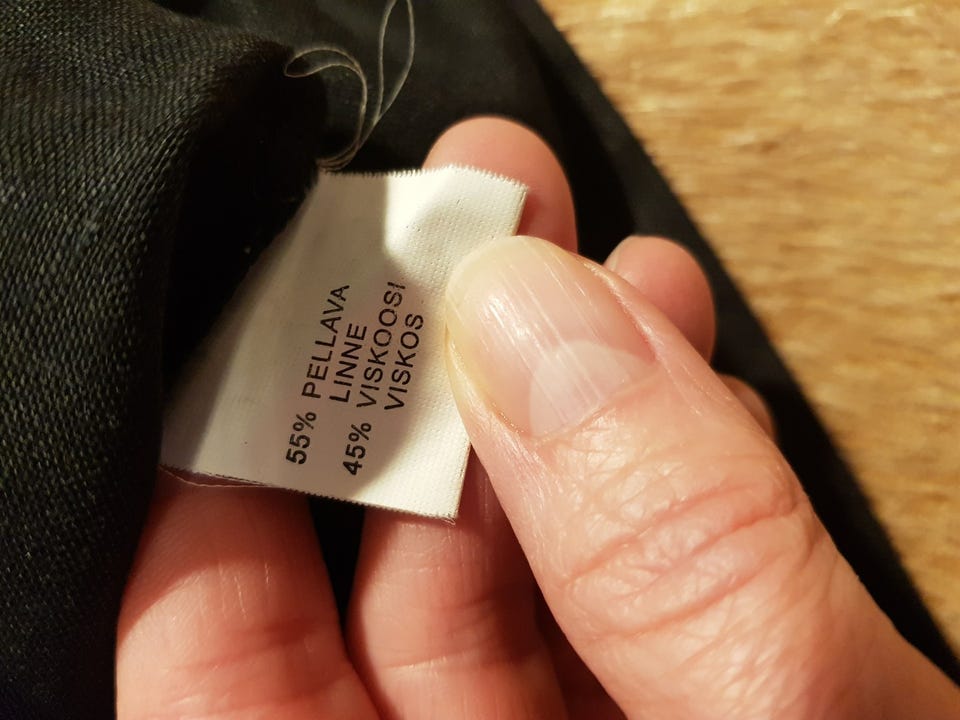 55% PELLAVA
LINNE
45% VISKOOSI
VISKOS